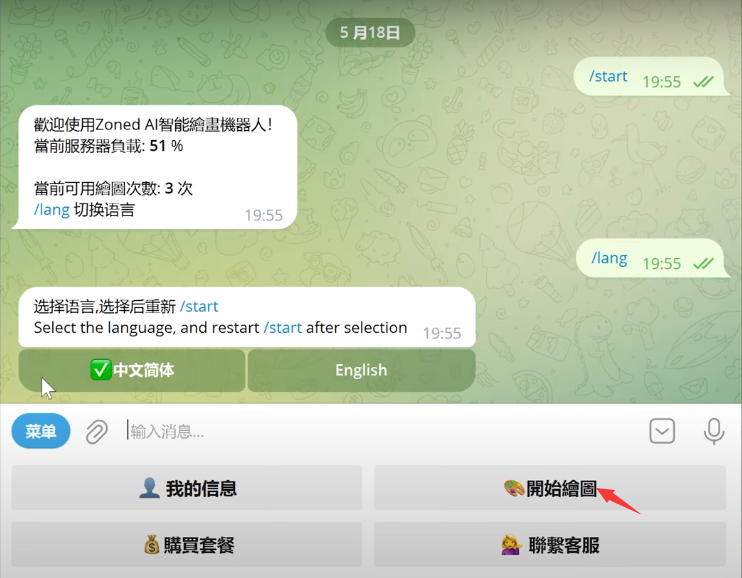 5 月18日
/start 19:55
歡迎使用Zoned AI智能繪畫機器人!
當前服務器負載: 51 %
當前可用繪圖次數: 3 次
/lang 切换语言
19:55
/lang 19:55
选择语言,选择后重新 /start
Select the language, and restart /start after selection 19:55
中文简体 English
菜单 输入消息...
我的信息 開始繪圖
購買套餐 聯繫客服